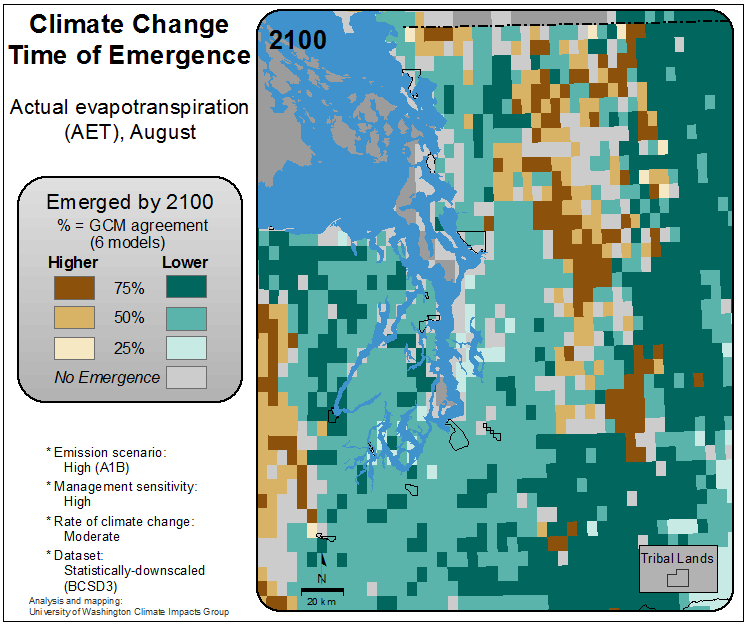 Climate Change
Time of Emergence
Actual evapotranspiration
(AET), August
Emerged by 2100
% = GCM agreement
(6 models)
Higher Lower
75%
50%
25%
No Emergence
* Emission scenario:
High (A1B)
* Management sensitivity:
High
* Rate of climate change:
Moderate
* Dataset:
Statistically-downscaled
(BCSD3)
Analysis and mapping:
University of Washington Climate Impacts Group
2100
N
20 km
Tribal Lands